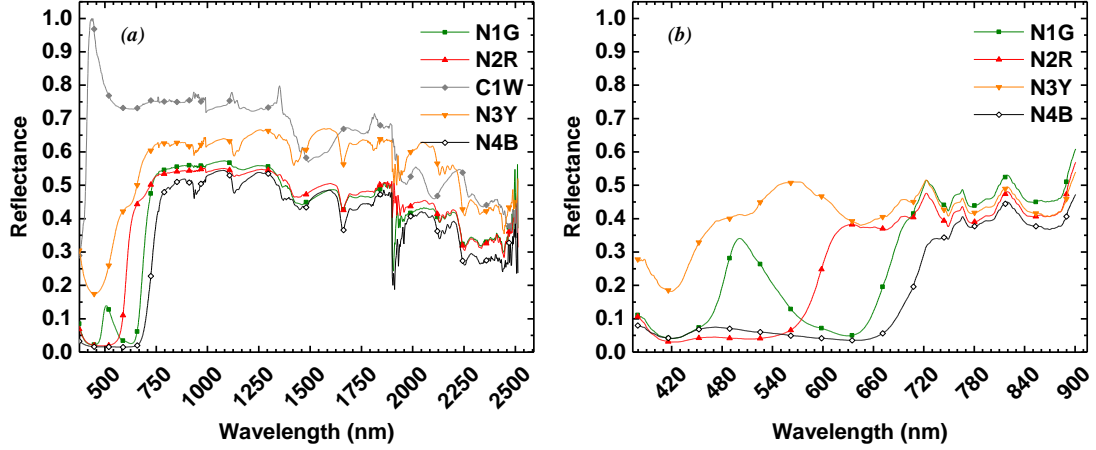 (a)
N1G
N2R
C1W
N3Y
N4B
1.0
0.9
0.8
0.7
0.6
0.5
0.4
0.3
0.2
0.1
0.0
Reflectance
500
750
1000
1250
1500
1750
2000
2250
2500
Wavelength (nm)
(b)
N1G
N2R
N3Y
N4B
1.0
0.9
0.8
0.7
0.6
0.5
0.4
0.3
0.2
0.1
0.0
Reflectance
420
480
540
600
660
720
780
840
900
Wavelength (nm)